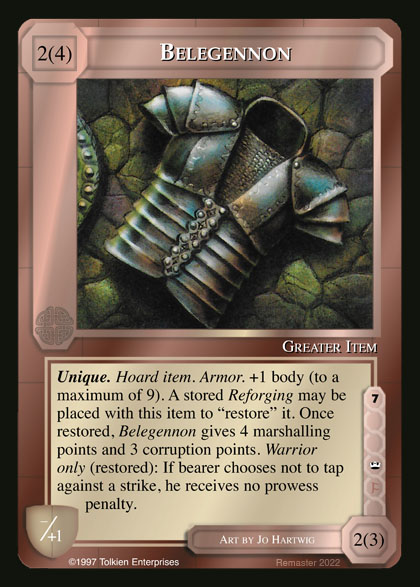 2(4)
BELEGENNON
GREATER ITEM
Unique. Hoard item. Armor. +1 body (to a
maximum of 9). A stored Reforging may be
placed with this item to “restore” it. Once
restored, Belegennon gives 4 marshalling
points and 3 corruption points. Warrior
only (restored): If bearer chooses not to tap
against a strike, he receives no prowess
penalty.
7
–/+1
ART BY JO HARTWIG
2(3)
©1997 Tolkien Enterprises
Remaster 2022